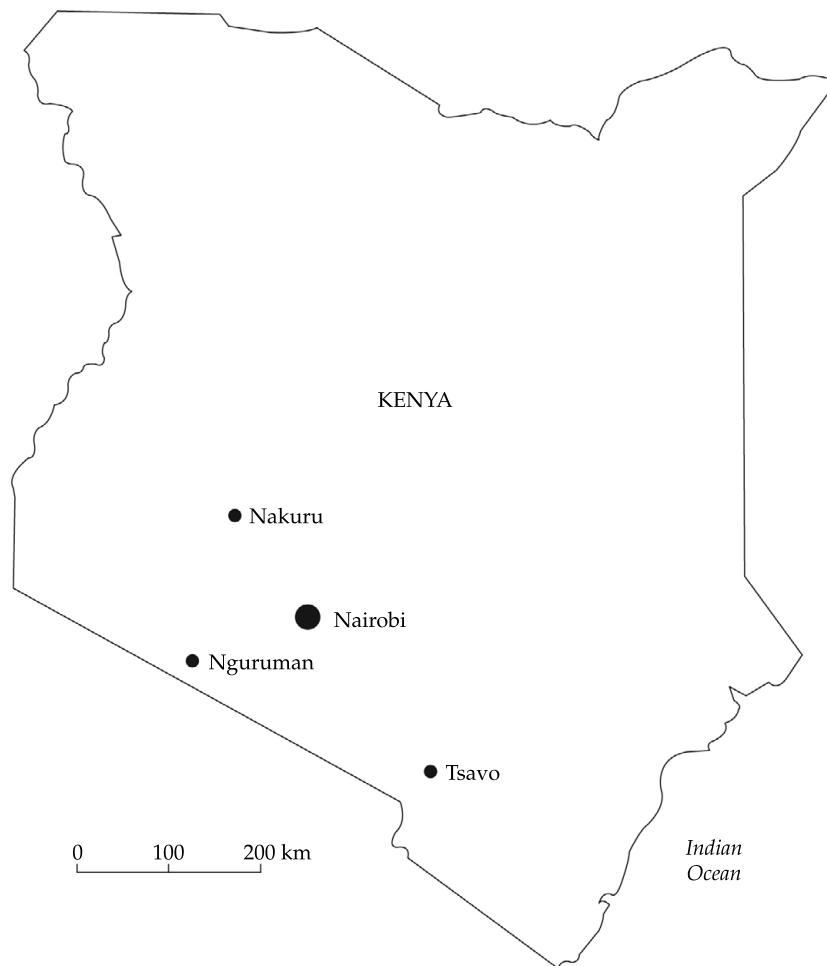 KENYA
Nakuru
Nairobi
Nguruman
Tsavo
0 100 200 km
Indian
Ocean